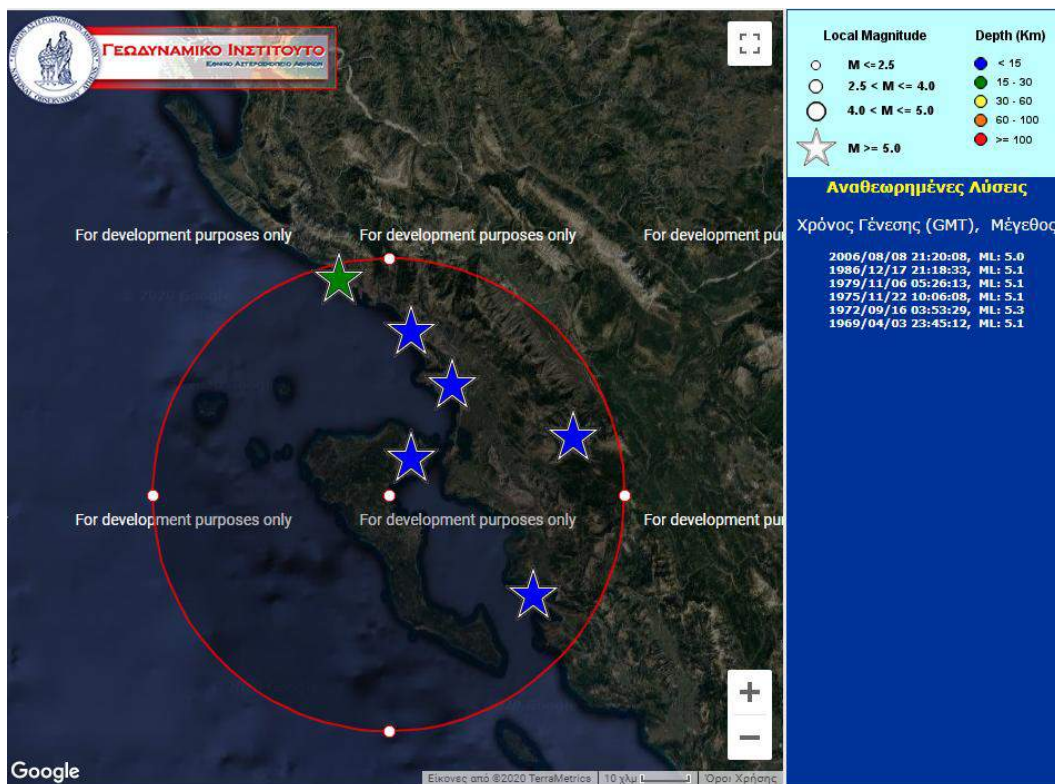 ΓΕΩΔΥΝΑΜΙΚΟ ΙΝΣΤΙΤΟΥΤΟ
ΕΘΝΙΚΟ ΑΣΤΕΡΟΣΚΟΠΕΙΟ ΑΘΗΝΩΝ
For development purposes only
For development purposes only
For development pur
For development purposes only
For development purposes only
For development pur
Google
Εικόνες από ©2020 TerraMetrics
10 χλμ
Όροι Χρήσης
Local Magnitude
Depth (Km)
M <= 2.5
< 15
2.5 < M <= 4.0
15 - 30
4.0 < M <= 5.0
30 - 60
60 - 100
M >= 5.0
>= 100
Αναθεωρημένες Λύσεις
Χρόνος Γένεσης (GMT), Μέγεθος
2006/08/08 21:20:08, ML: 5.0
1986/12/17 21:18:33, ML: 5.1
1979/11/06 05:26:13, ML: 5.1
1975/11/22 10:06:08, ML: 5.1
1972/09/16 03:53:29, ML: 5.3
1969/04/03 23:45:12, ML: 5.1